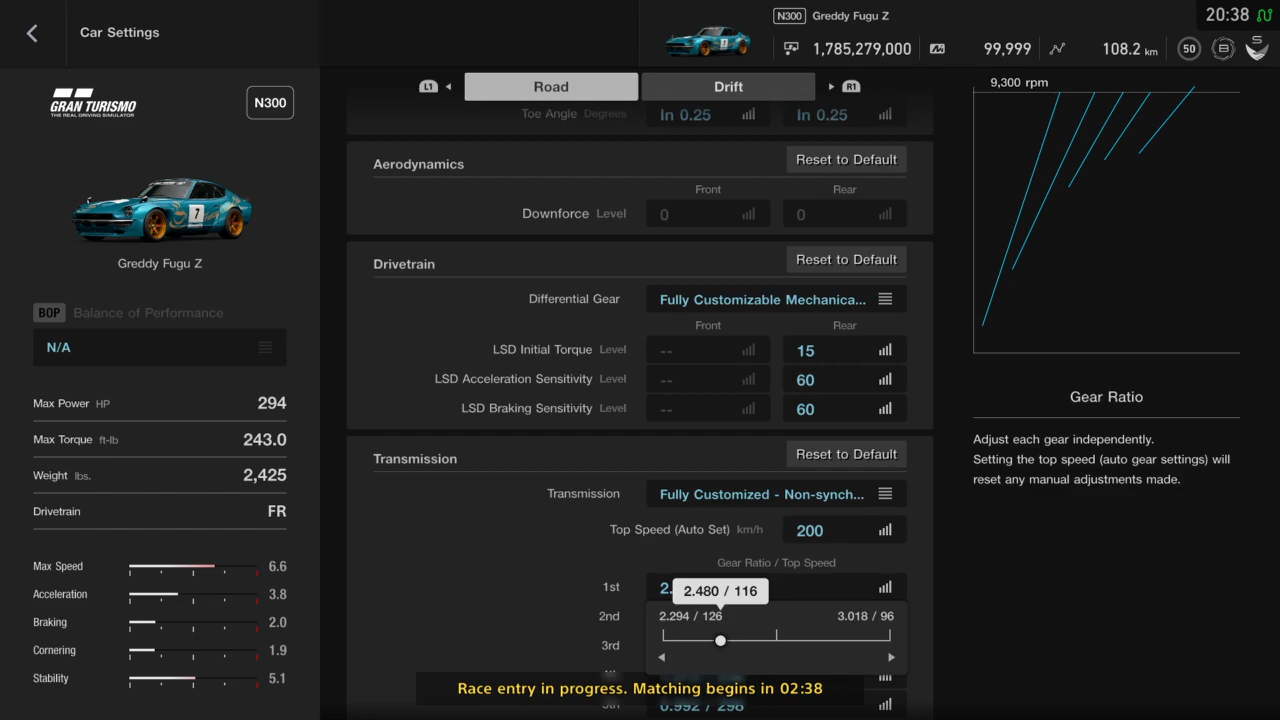 Car Settings
N300 Greddy Fugu Z
20:38
1,785,279,000
99,999
108.2 km
50
B
S
L1
Road
Drift
R1
9,300 rpm
GRAN TURISMO
THE REAL DRIVING SIMULATOR
N300
Toe Angle Degrees In 0.25 In 0.25
Aerodynamics Reset to Default
Front Rear
Downforce Level 0 0
7
Greddy Fugu Z
Drivetrain Reset to Default
Differential Gear Fully Customizable Mechanica...
Front Rear
LSD Initial Torque Level -- 15
LSD Acceleration Sensitivity Level -- 60
LSD Braking Sensitivity Level -- 60
BOP Balance of Performance
N/A
Max Power HP 294
Max Torque ft-lb 243.0
Weight lbs. 2,425
Drivetrain FR
Max Speed 6.6
Acceleration 3.8
Braking 2.0
Cornering 1.9
Stability 5.1
Transmission Reset to Default
Transmission Fully Customized - Non-synch...
Top Speed (Auto Set) km/h 200
Gear Ratio / Top Speed
1st 2.
2.480 / 116
2nd 2.294 / 126 3.018 / 96
3rd
0.992 / 298
Race entry in progress. Matching begins in 02:38
Gear Ratio
Adjust each gear independently.
Setting the top speed (auto gear settings) will
reset any manual adjustments made.